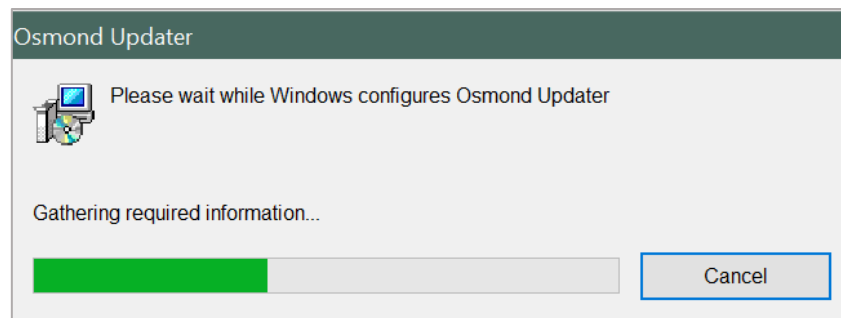 Osmond Updater
Please wait while Windows configures Osmond Updater
Gathering required information...
Cancel